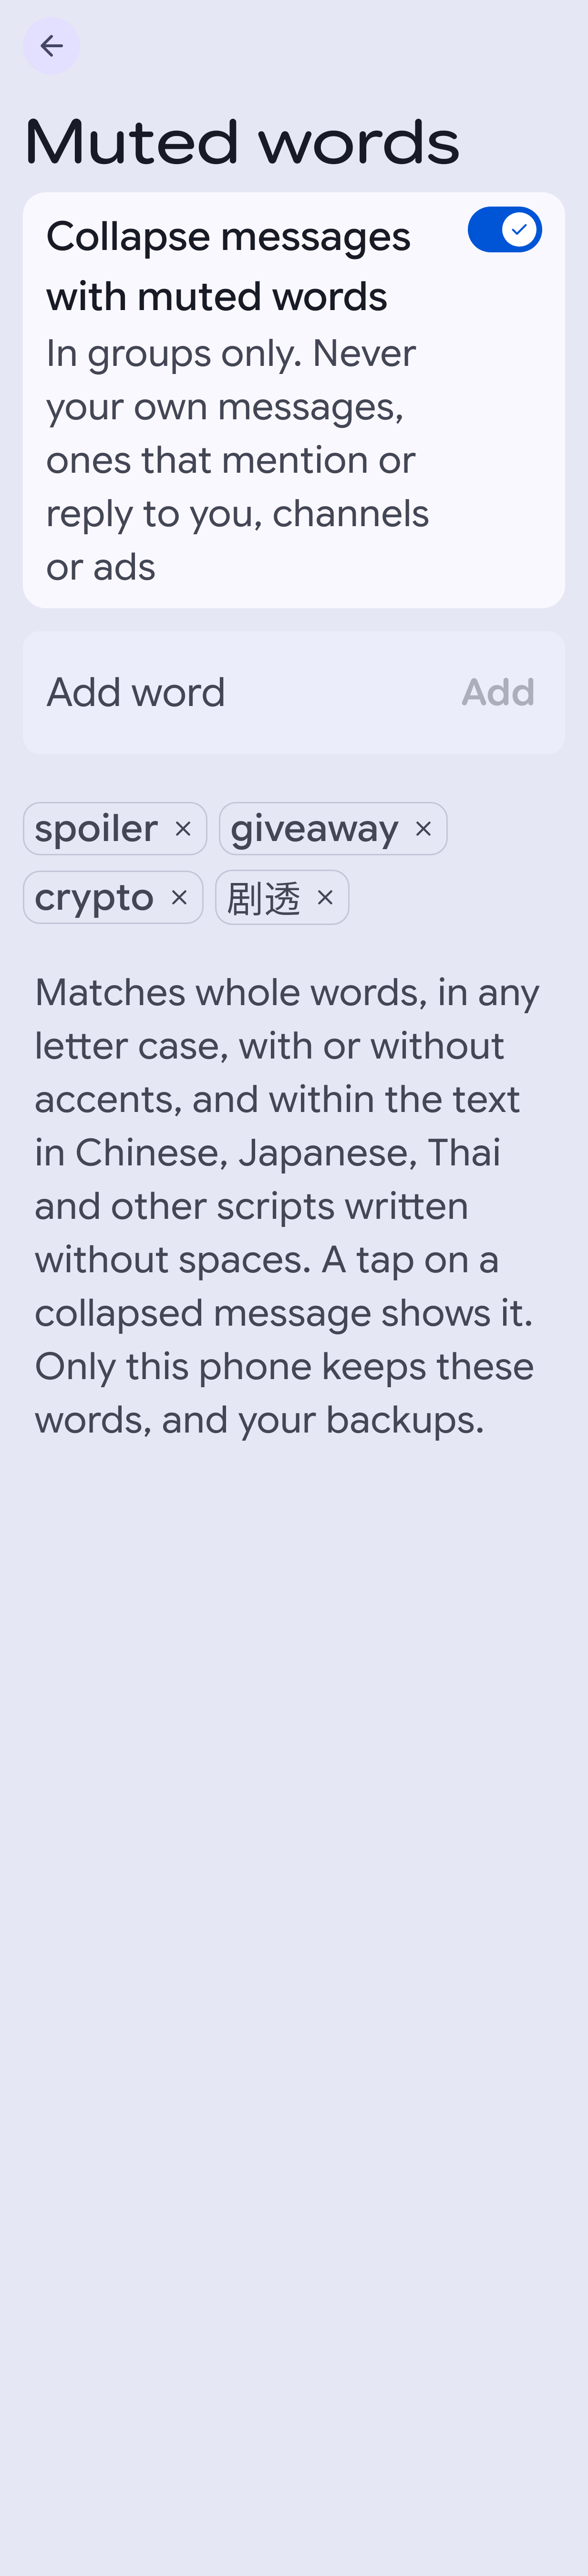 Muted words
Collapse messages
with muted words
In groups only. Never
your own messages,
ones that mention or
reply to you, channels
or ads
Add word Add
spoiler × giveaway ×
crypto × 剧透 ×
Matches whole words, in any
letter case, with or without
accents, and within the text
in Chinese, Japanese, Thai
and other scripts written
without spaces. A tap on a
collapsed message shows it.
Only this phone keeps these
words, and your backups.